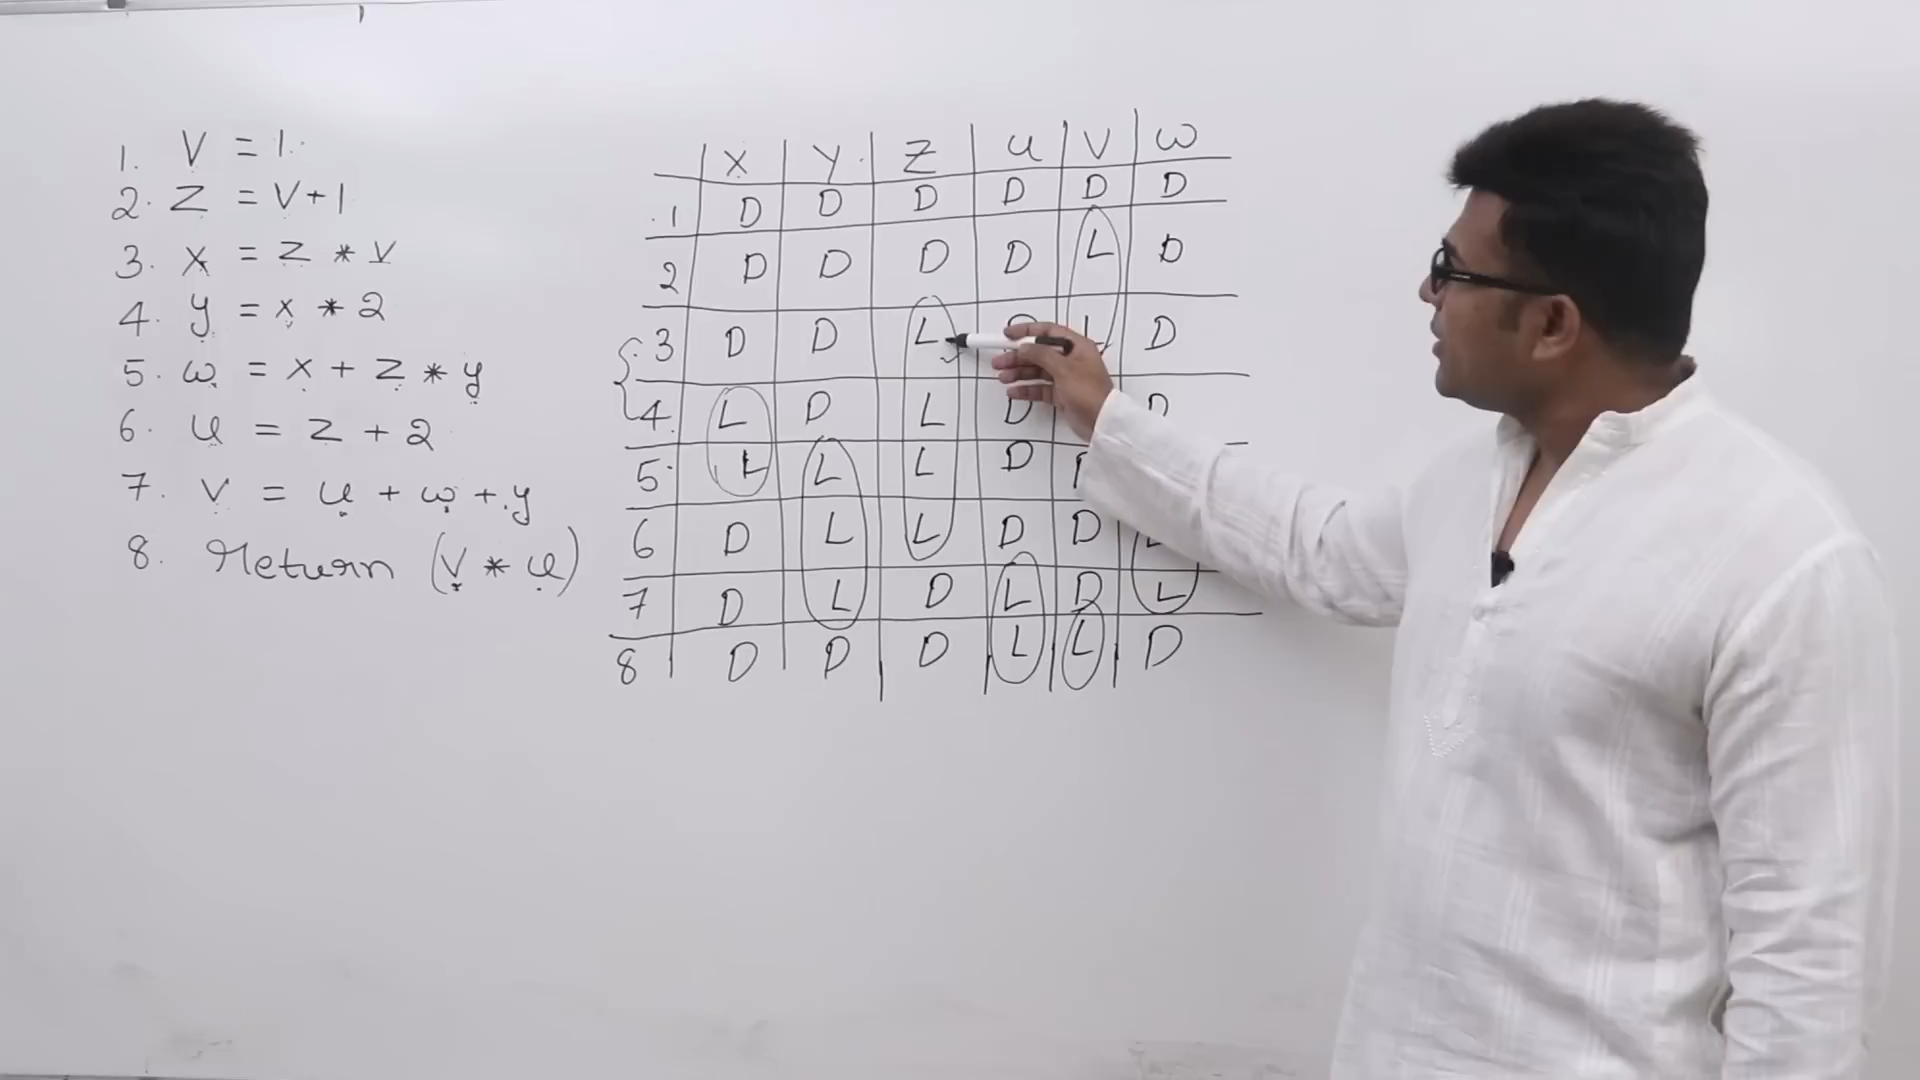 1. V = 1.
2. Z = V+1
3. x = z * v
4. y = x * 2
5. w = x + z * y
6. u = z + 2
7. v = u + w + y
8. return (v * u)
X Y Z U V W
1 D D D D D D
2 D D D D L D
3 D D L L D
4 L D L D D
5 L L L D
6 D L L D D L
7 D L D L D L
8 D D D L L D